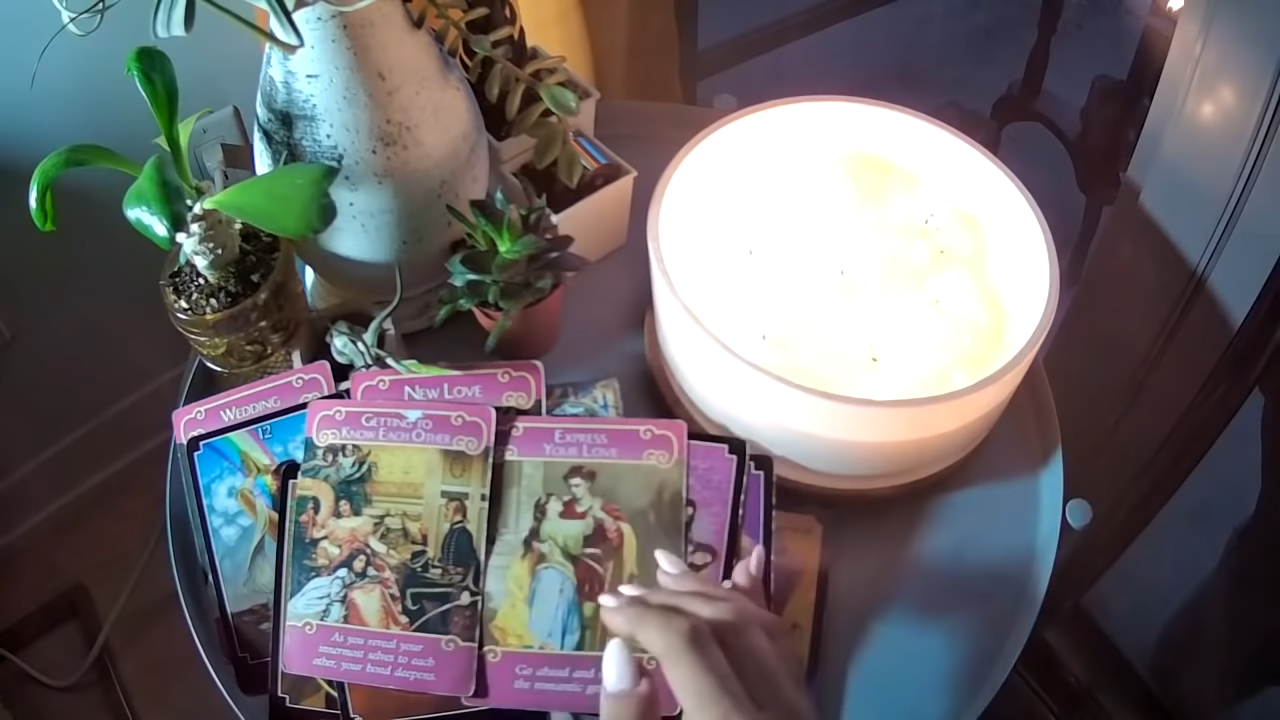 WEDDING
NEW LOVE
12
GETTING TO
KNOW EACH OTHER
EXPRESS
YOUR LOVE
As you reveal your
innermost selves to each
other, your bond deepens.
Go ahead and
the romantic